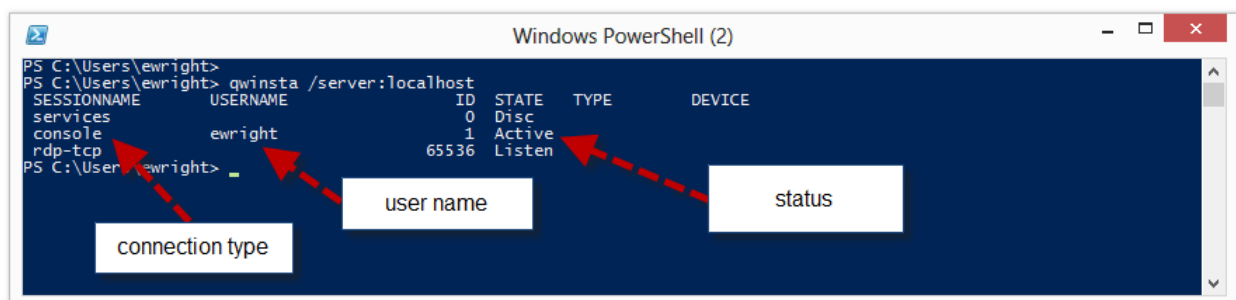 Windows PowerShell (2)
PS C:\Users\ewright>
PS C:\Users\ewright> qwinsta /server:localhost
SESSIONNAME USERNAME ID STATE TYPE DEVICE
services 0 Disc
console ewright 1 Active
rdp-tcp 65536 Listen
PS C:\Users\ewright> _
user name
status
connection type